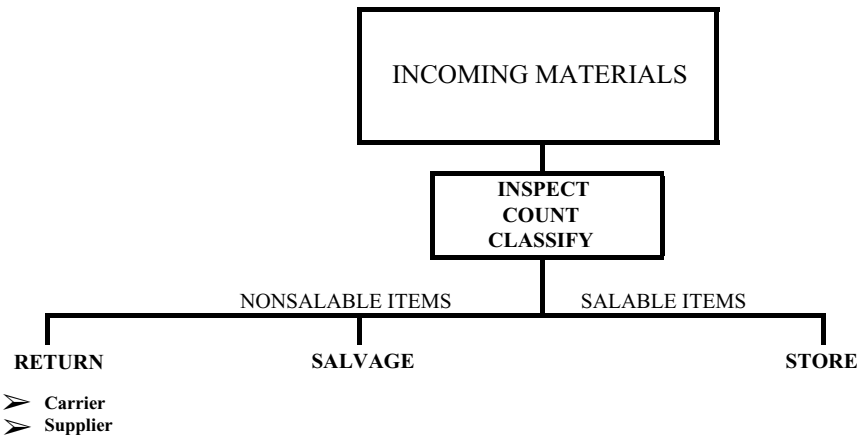 INCOMING MATERIALS
INSPECT
COUNT
CLASSIFY
NONSALABLE ITEMS
SALABLE ITEMS
RETURN
SALVAGE
STORE
➢ Carrier
➢ Supplier